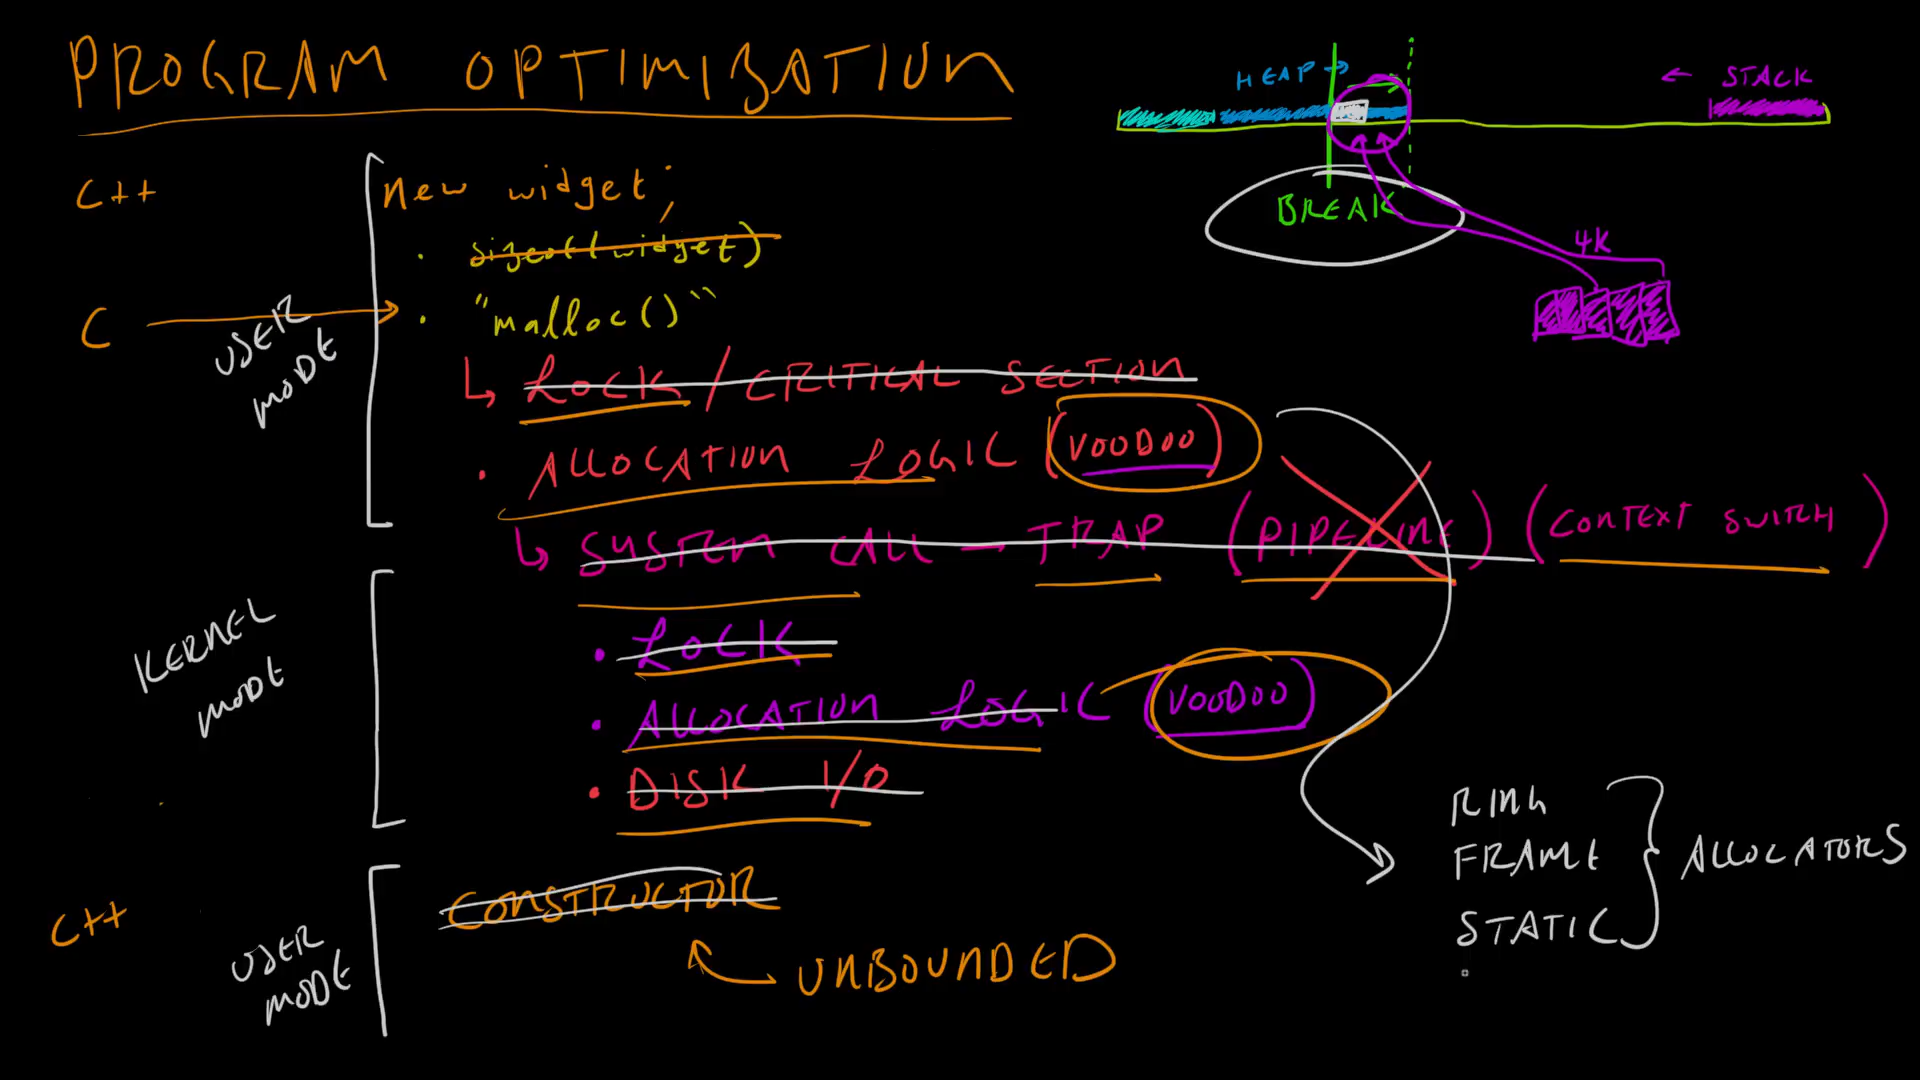 PROGRAM OPTIMIZATION
HEAP → ← STACK
BREAK
4K
C++ new widget;
• sizeof(widget)
C → • "malloc()"
USER MODE
↳ LOCK / CRITICAL SECTION
• ALLOCATION LOGIC (VOODOO)
↳ SYSTEM CALL → TRAP (PIPELINE) (CONTEXT SWITCH)
KERNEL MODE
• LOCK
• ALLOCATION LOGIC (VOODOO)
• DISK I/O
RING
FRAME
STATIC
ALLOCATORS
C++ CONSTRUCTOR
USER MODE
UNBOUNDED